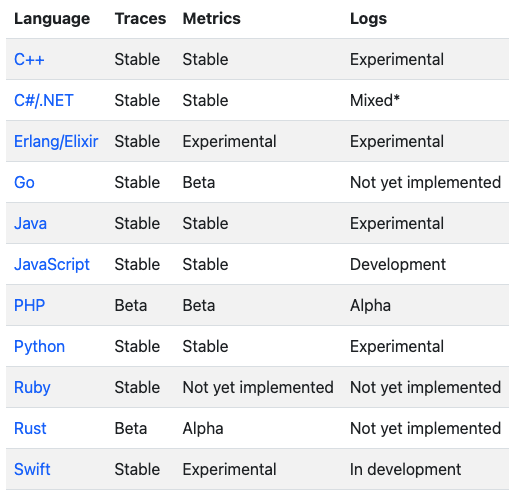 Language Traces Metrics Logs
C++ Stable Stable Experimental
C#/.NET Stable Stable Mixed*
Erlang/Elixir Stable Experimental Experimental
Go Stable Beta Not yet implemented
Java Stable Stable Experimental
JavaScript Stable Stable Development
PHP Beta Beta Alpha
Python Stable Stable Experimental
Ruby Stable Not yet implemented Not yet implemented
Rust Beta Alpha Not yet implemented
Swift Stable Experimental In development